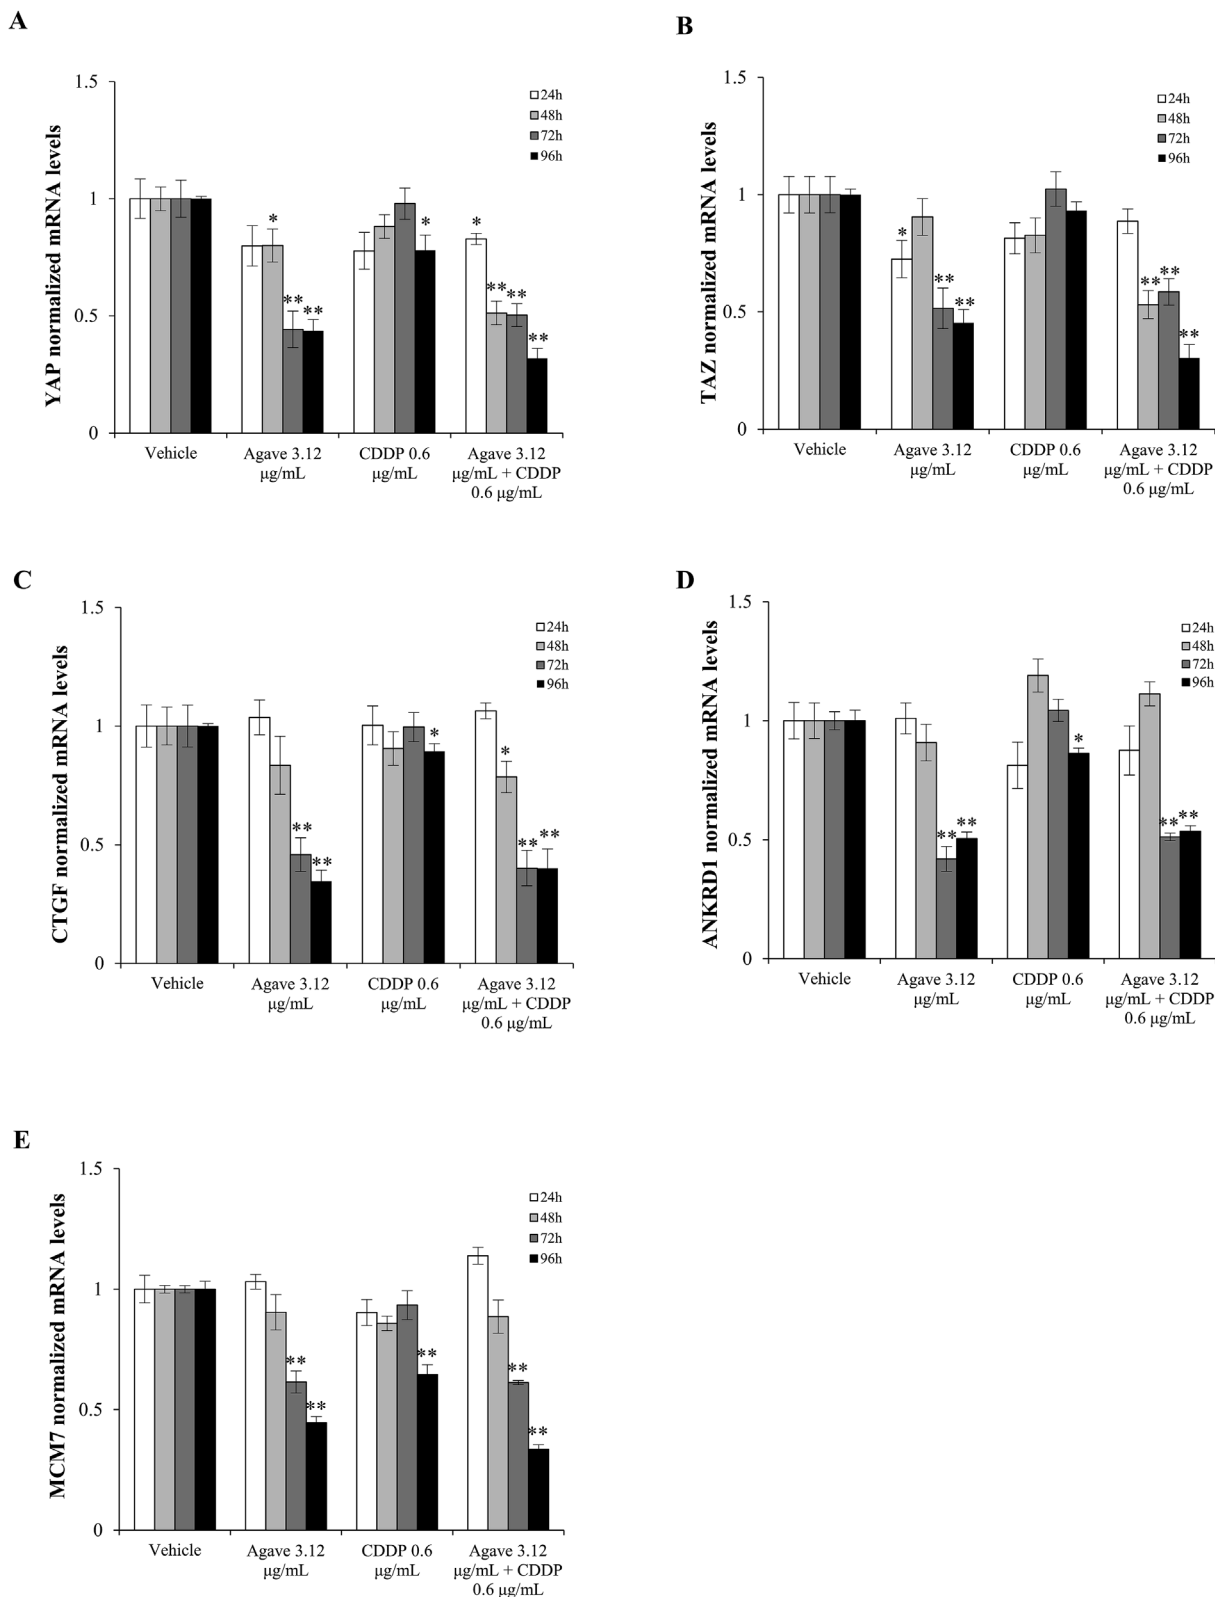 A
YAP normalized mRNA levels
1.5
1
0.5
0
24h
48h
72h
96h
*
**
**
*
*
**
**
**
Vehicle
Agave 3.12
μg/mL
CDDP 0.6
μg/mL
Agave 3.12
μg/mL + CDDP
0.6 μg/mL
B
TAZ normalized mRNA levels
1.5
1
0.5
0
24h
48h
72h
96h
*
**
**
**
**
**
Vehicle
Agave 3.12
μg/mL
CDDP 0.6
μg/mL
Agave 3.12
μg/mL + CDDP
0.6 μg/mL
C
CTGF normalized mRNA levels
1.5
1
0.5
0
24h
48h
72h
96h
**
**
*
*
**
**
Vehicle
Agave 3.12
μg/mL
CDDP 0.6
μg/mL
Agave 3.12
μg/mL + CDDP
0.6 μg/mL
D
ANKRD1 normalized mRNA levels
1.5
1
0.5
0
24h
48h
72h
96h
**
**
*
**
**
Vehicle
Agave 3.12
μg/mL
CDDP 0.6
μg/mL
Agave 3.12
μg/mL + CDDP
0.6 μg/mL
E
MCM7 normalized mRNA levels
1.5
1
0.5
0
24h
48h
72h
96h
**
**
**
**
**
Vehicle
Agave 3.12
μg/mL
CDDP 0.6
μg/mL
Agave 3.12
μg/mL + CDDP
0.6 μg/mL